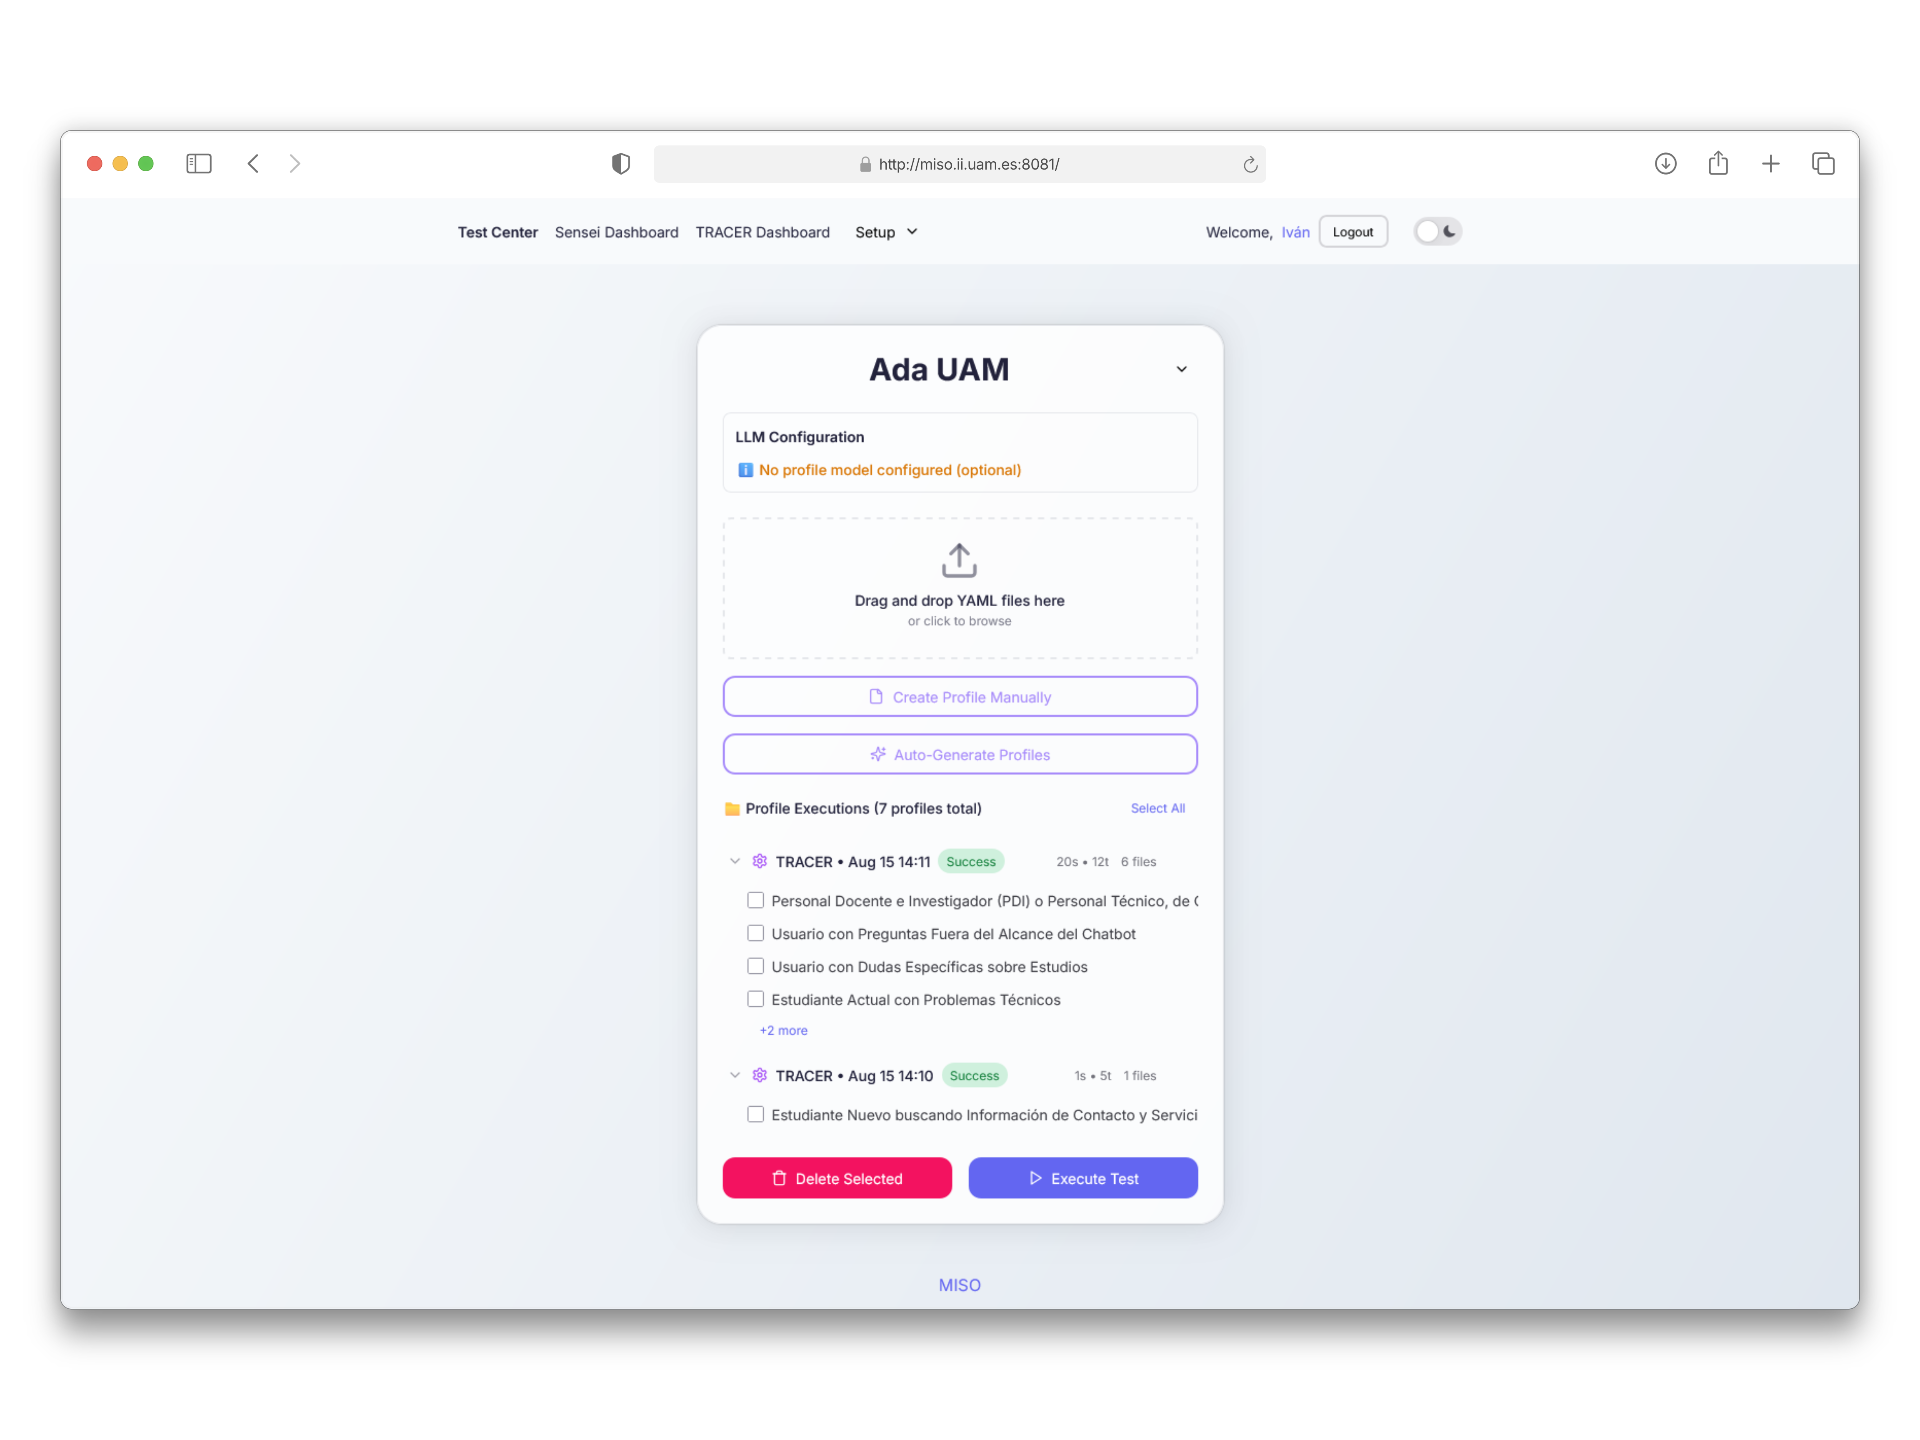 http://miso.ii.uam.es:8081/
Test Center Sensei Dashboard TRACER Dashboard Setup Welcome, Iván Logout
Ada UAM
LLM Configuration
No profile model configured (optional)
Drag and drop YAML files here
or click to browse
Create Profile Manually
Auto-Generate Profiles
Profile Executions (7 profiles total) Select All
TRACER • Aug 15 14:11 Success 20s • 12t 6 files
Personal Docente e Investigador (PDI) o Personal Técnico, de
Usuario con Preguntas Fuera del Alcance del Chatbot
Usuario con Dudas Específicas sobre Estudios
Estudiante Actual con Problemas Técnicos
+2 more
TRACER • Aug 15 14:10 Success 1s • 5t 1 files
Estudiante Nuevo buscando Información de Contacto y Servici
Delete Selected Execute Test
MISO